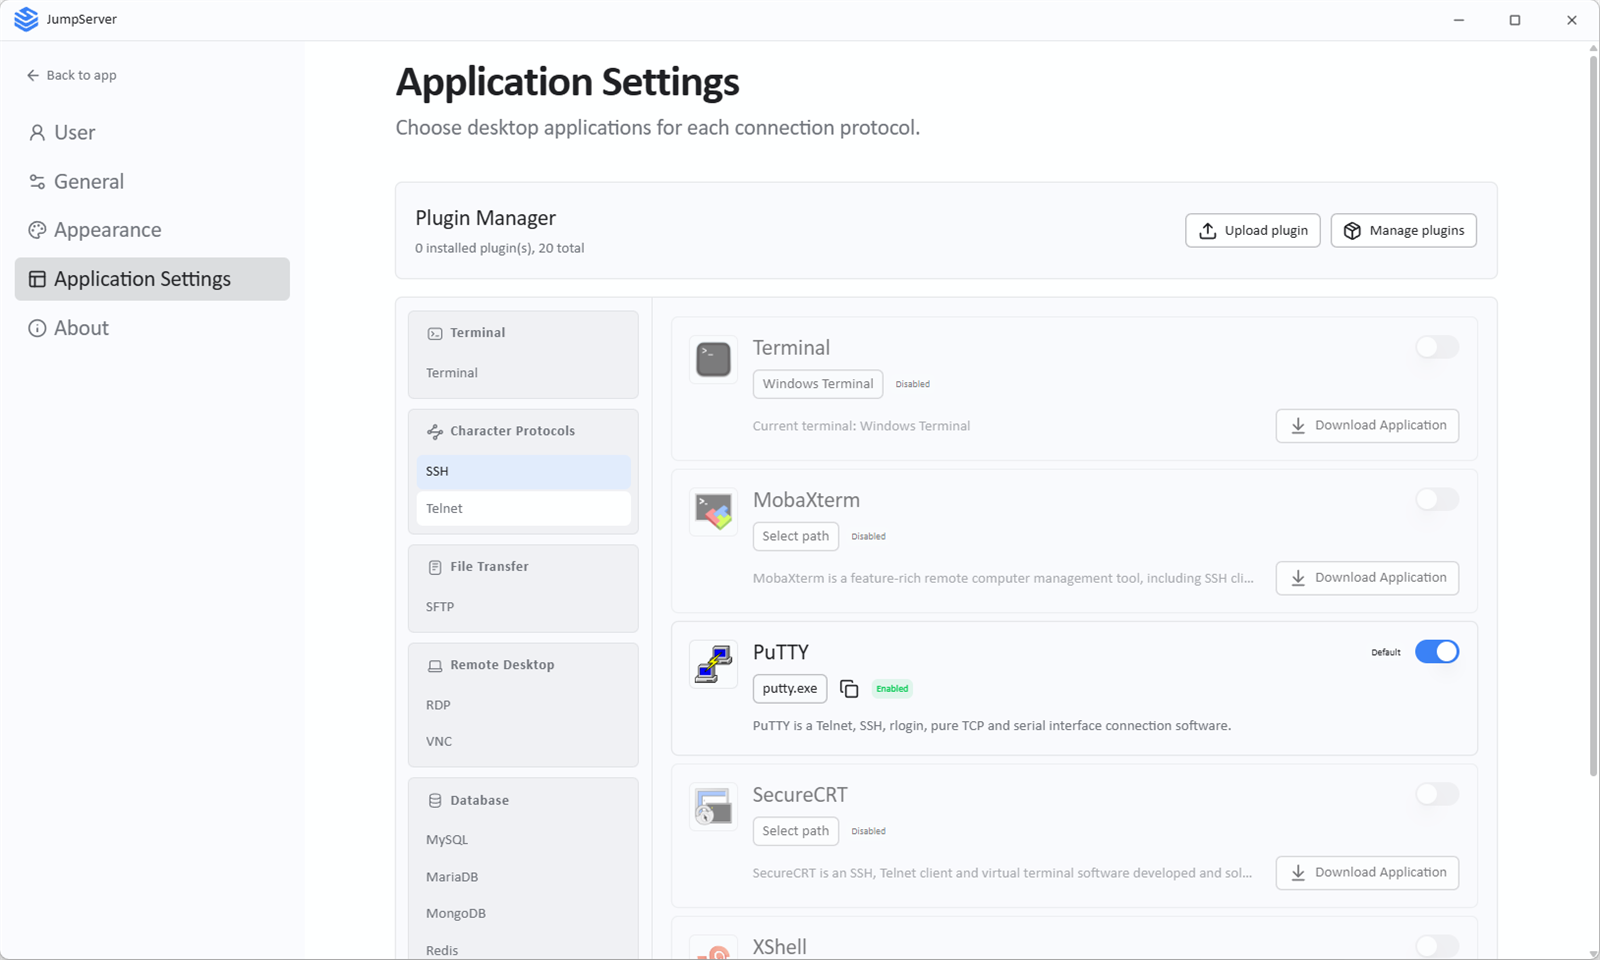 JumpServer
Back to app
User
General
Appearance
Application Settings
About
Application Settings
Choose desktop applications for each connection protocol.
Plugin Manager
0 installed plugin(s), 20 total
Upload plugin
Manage plugins
Terminal
Terminal
Character Protocols
SSH
Telnet
File Transfer
SFTP
Remote Desktop
RDP
VNC
Database
MySQL
MariaDB
MongoDB
Redis
Terminal
Windows Terminal
Disabled
Current terminal: Windows Terminal
Download Application
MobaXterm
Select path
Disabled
MobaXterm is a feature-rich remote computer management tool, including SSH cli...
Download Application
PuTTY
Default
putty.exe
Enabled
PuTTY is a Telnet, SSH, rlogin, pure TCP and serial interface connection software.
SecureCRT
Select path
Disabled
SecureCRT is an SSH, Telnet client and virtual terminal software developed and sol...
Download Application
XShell